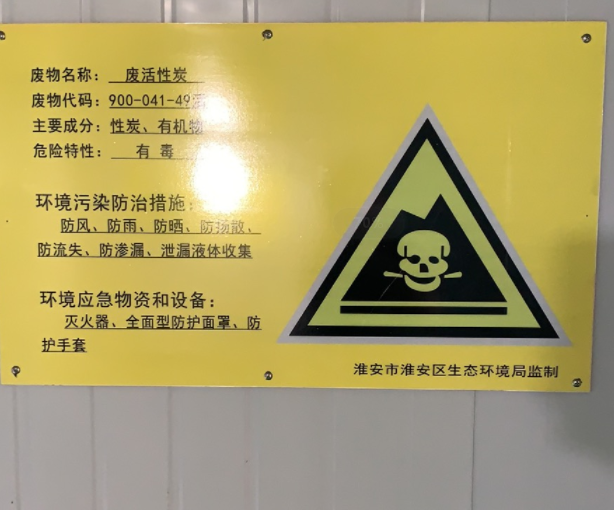 废物名称： 废活性炭
废物代码：900-041-49
主要成分：性炭、有机物
危险特性： 有 毒
环境污染防治措施：
防风、防雨、防晒、防扬散、
防流失、防渗漏、泄漏液体收集
环境应急物资和设备：
灭火器、全面型防护面罩、防
护手套
淮安市淮安区生态环境局监制